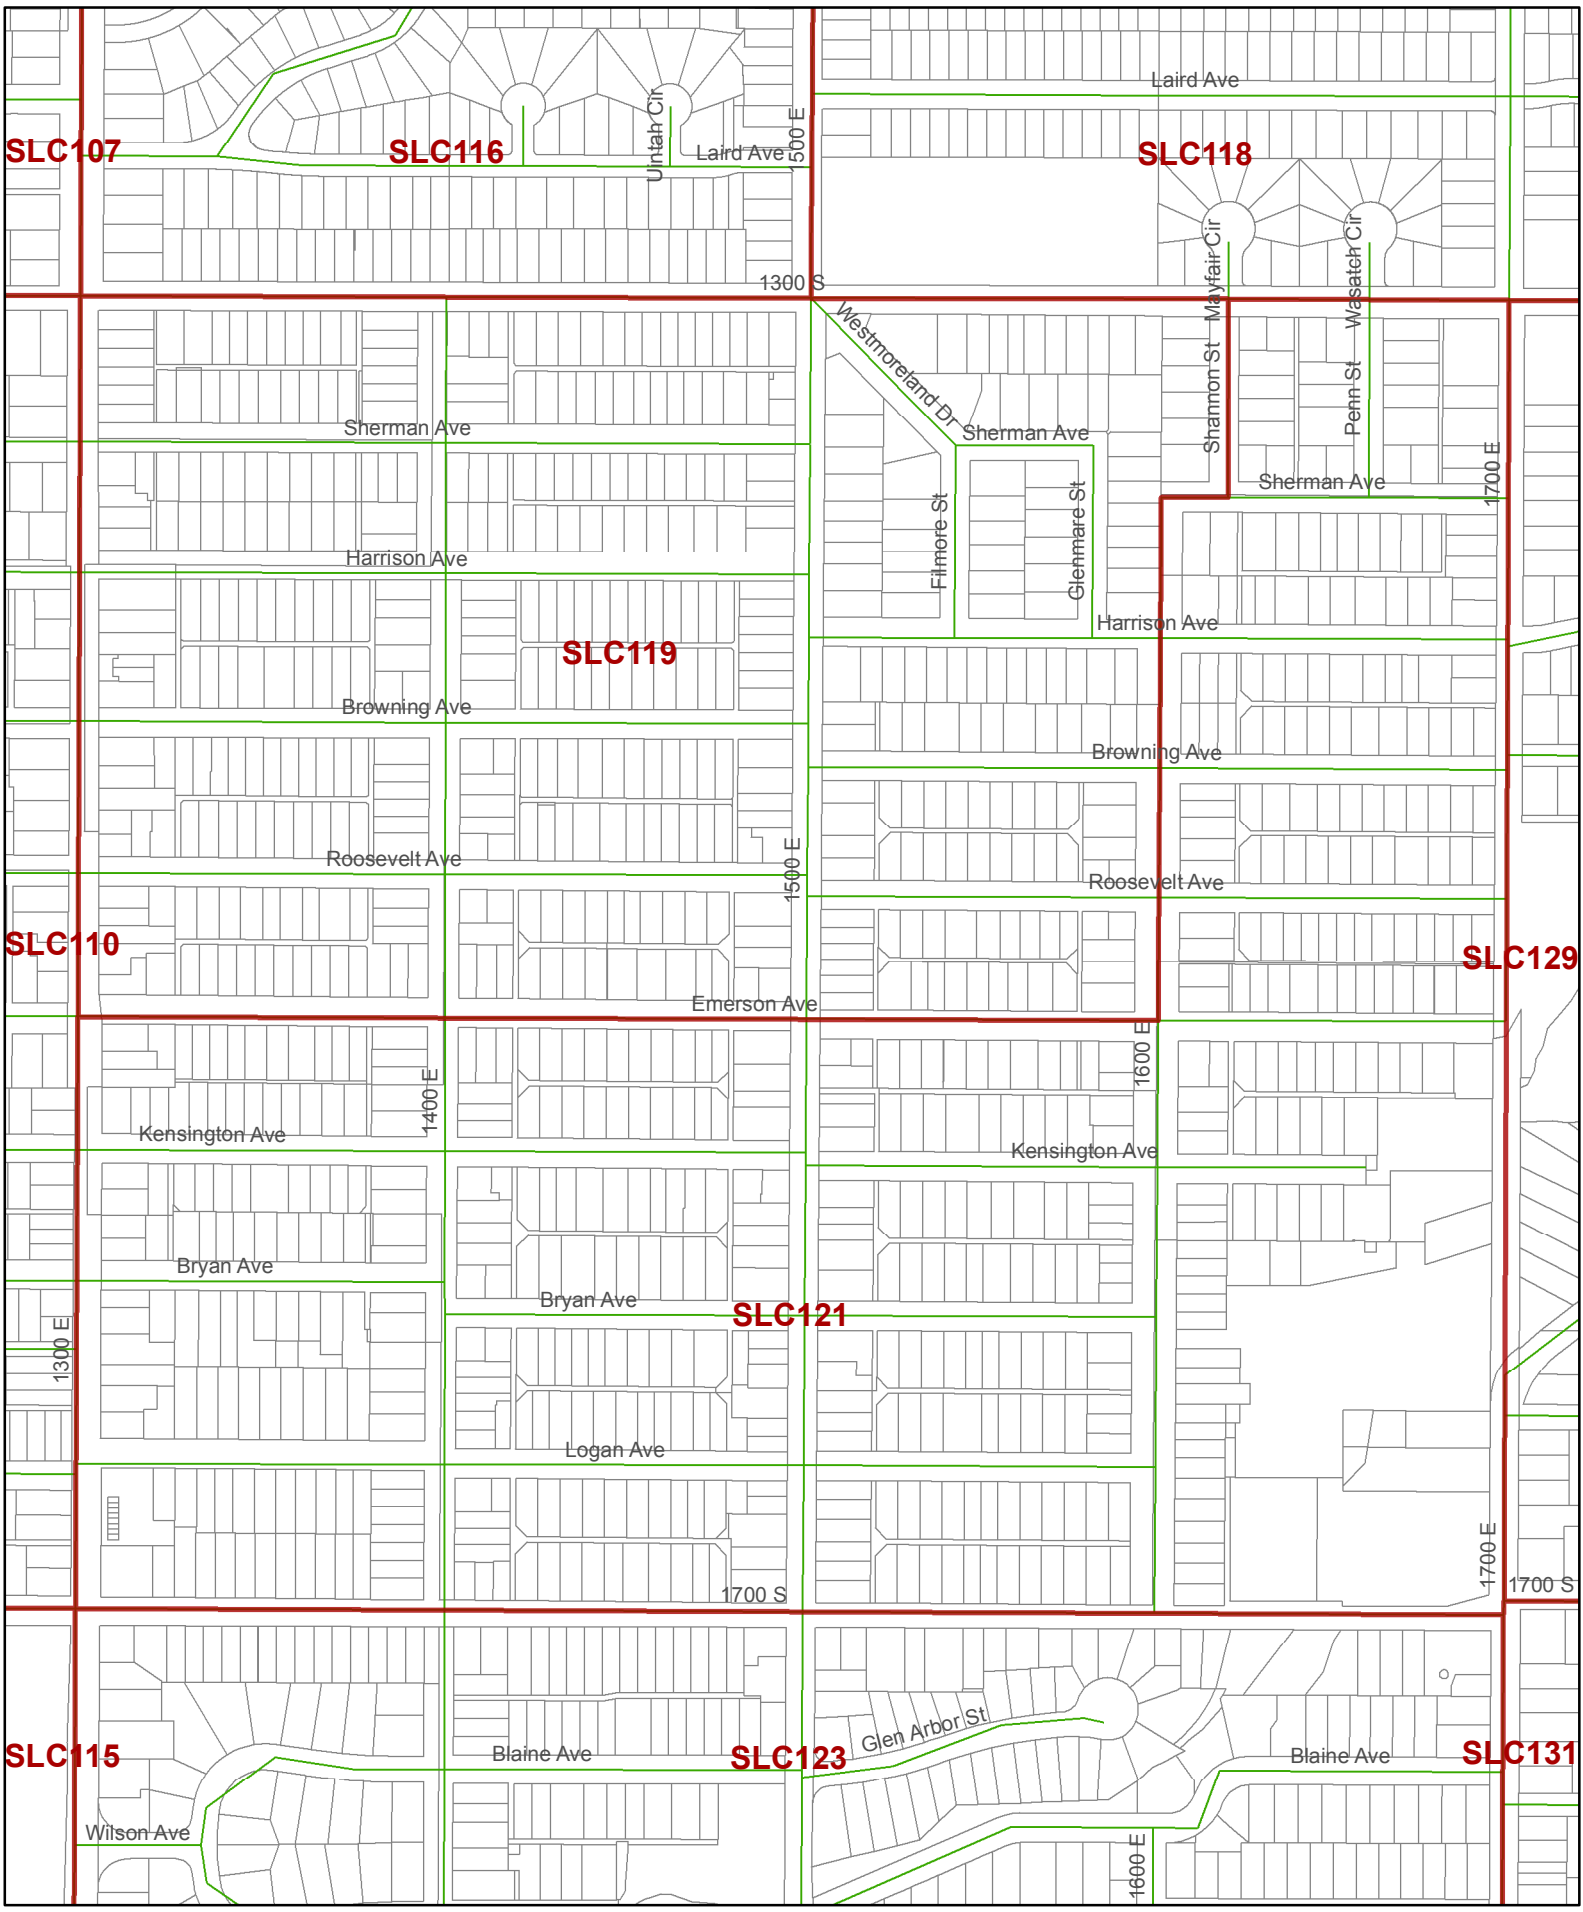 Laird Ave
SLC107
SLC116
Uintah Cir
Laird Ave
1500 E
SLC118
1300 S
Mayfair Cir
Wasatch Cir
Westmoreland Dr
Shannon St
Penn St
Sherman Ave
Sherman Ave
Sherman Ave
1700 E
Filmore St
Glenmare St
Harrison Ave
Harrison Ave
SLC119
Browning Ave
Browning Ave
Roosevelt Ave
1500 E
Roosevelt Ave
SLC110
SLC129
Emerson Ave
1600 E
1400 E
Kensington Ave
Kensington Ave
Bryan Ave
Bryan Ave
SLC121
1300 E
Logan Ave
1700 E
1700 S
1700 S
Glen Arbor St
SLC115
Blaine Ave
SLC123
Blaine Ave
SLC131
Wilson Ave
1600 E